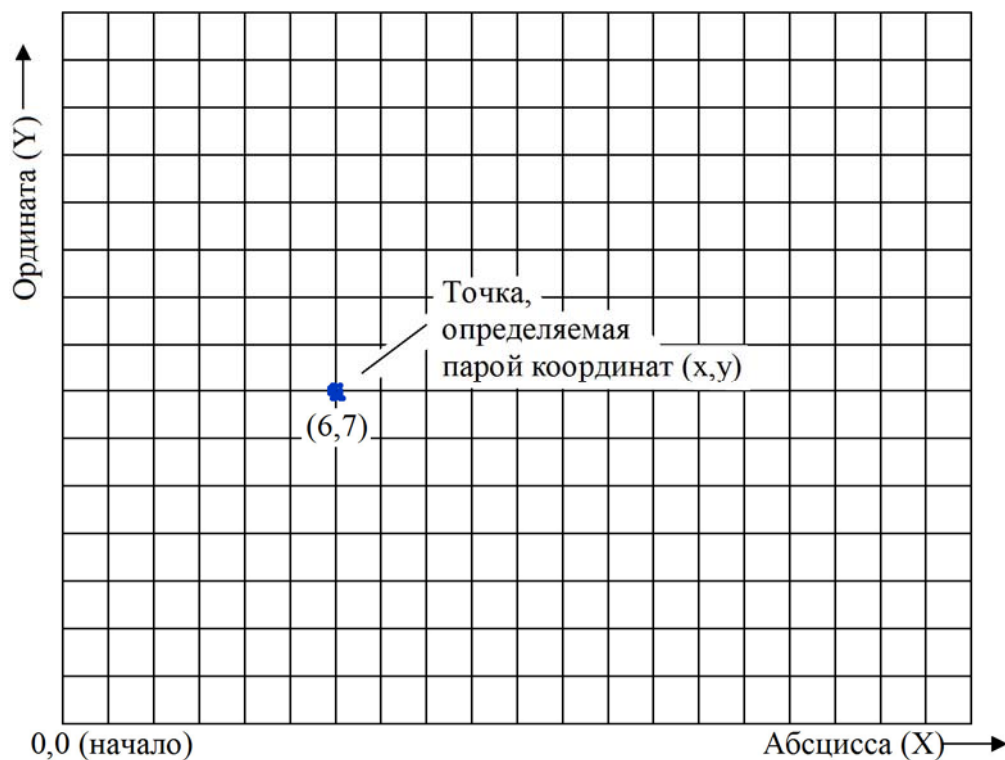 Ордината (Y)
Точка,
определяемая
парой координат (x,y)
(6,7)
0,0 (начало)
Абсцисса (X)